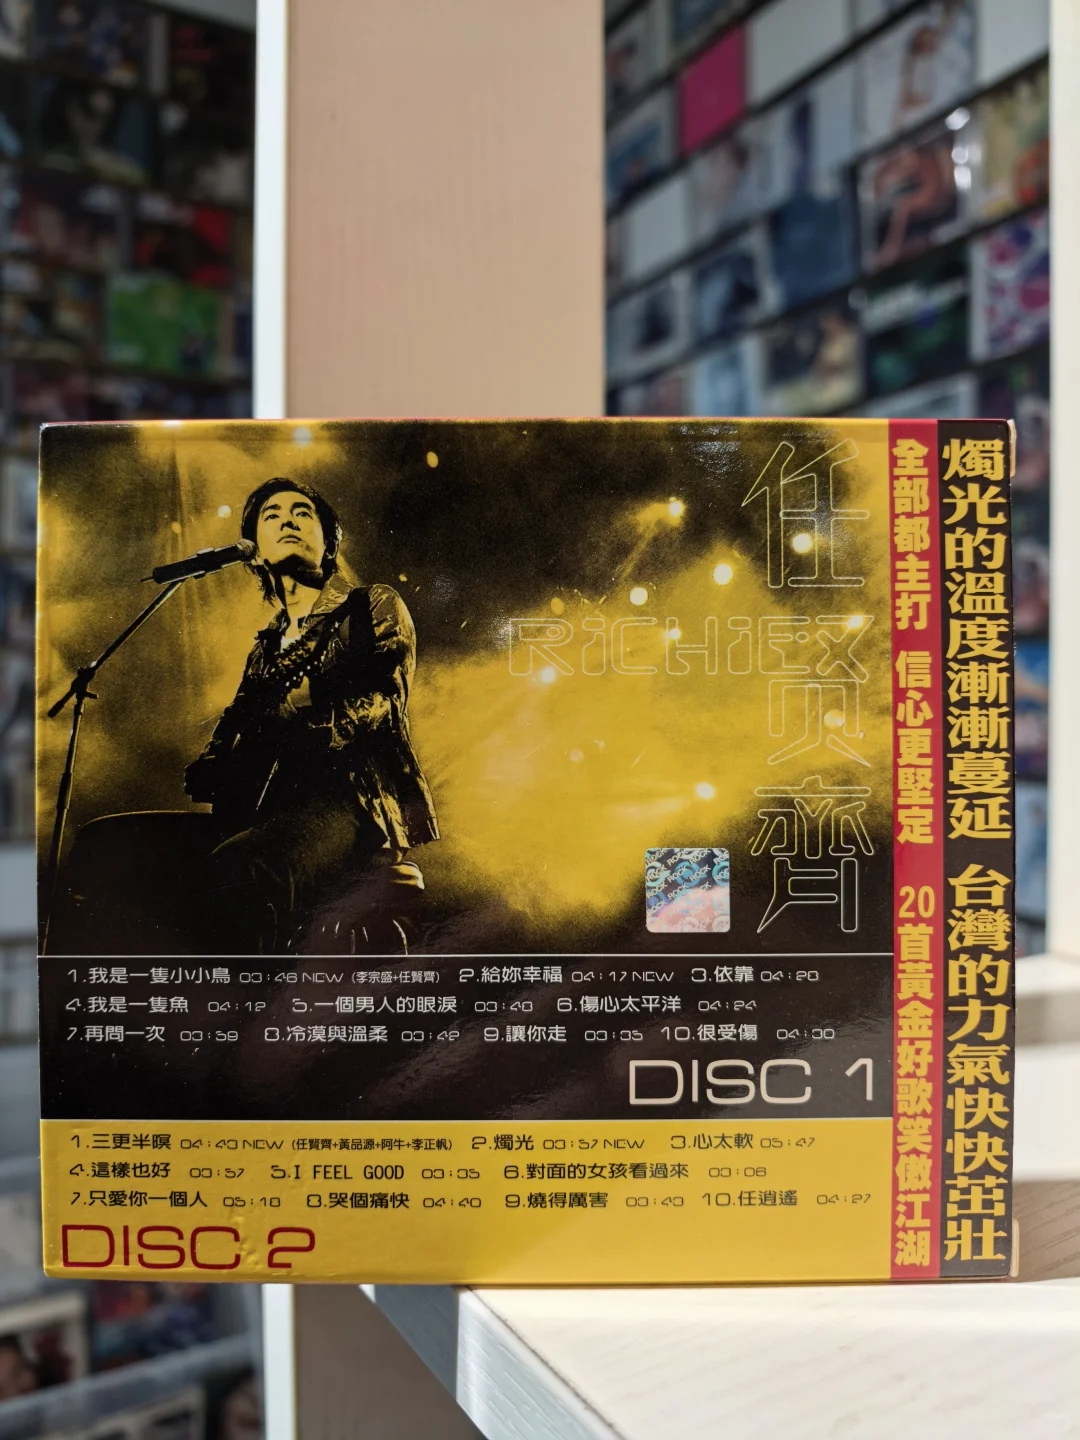 任賢齊
RiCHiE
ROCK
1.我是一隻小小鳥 03:46 NEW (李宗盛+任賢齊) 2.給妳幸福 04:17 NEW 3.依靠 04:20
4.我是一隻魚 04:12 5.一個男人的眼淚 03:40 6.傷心太平洋 04:24
7.再問一次 03:59 8.冷漠與溫柔 03:42 9.讓你走 03:35 10.很受傷 04:30
DISC 1
1.三更半暝 04:43 NEW (任賢齊+黃品源+阿牛+李正帆) 2.燭光 03:57 NEW 3.心太軟 05:47
4.這樣也好 03:57 5.I FEEL GOOD 03:35 6.對面的女孩看過來 03:08
7.只愛你一個人 05:18 8.哭個痛快 04:40 9.燒得厲害 03:43 10.任逍遙 04:27
DISC 2
燭光的溫度漸漸蔓延 台灣的力氣快快茁壯
全部都主打 信心更堅定 20首黃金好歌笑傲江湖